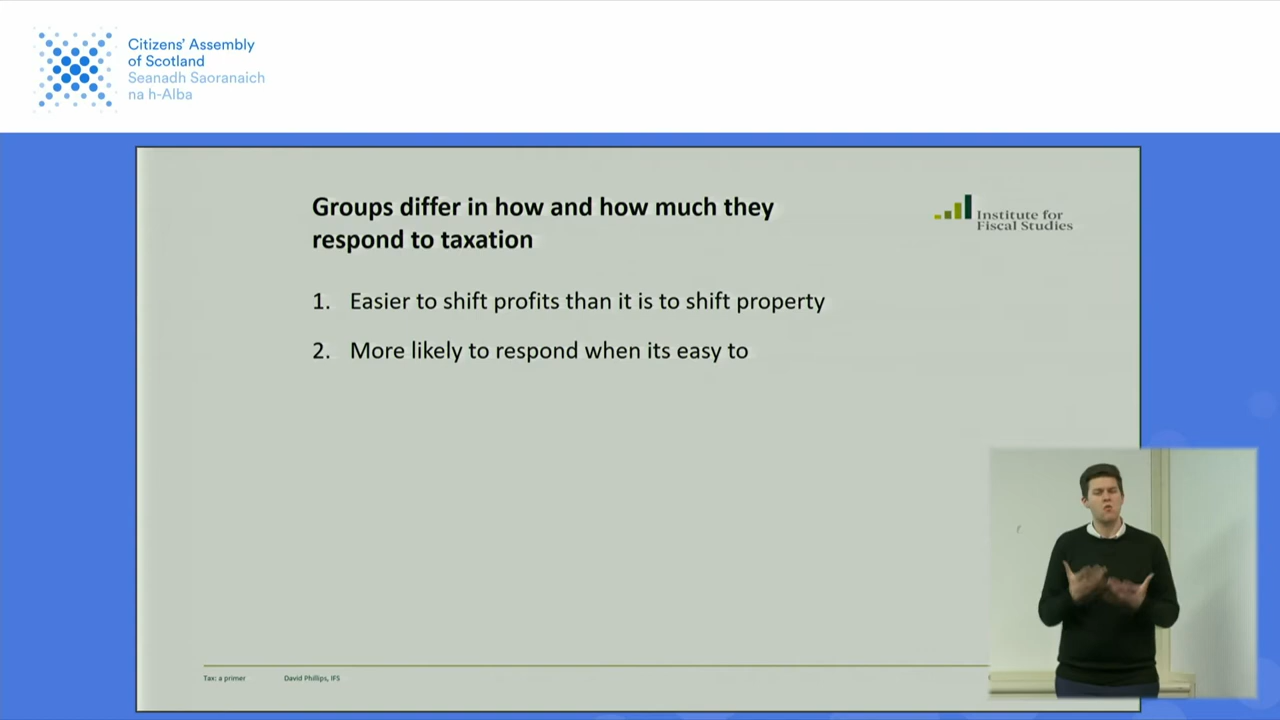 Citizens' Assembly
of Scotland
Seanadh Saoranaich
na h-Alba
Groups differ in how and how much they
respond to taxation
Institute for
Fiscal Studies
1. Easier to shift profits than it is to shift property
2. More likely to respond when its easy to
Tax: a primer David Phillips, IFS